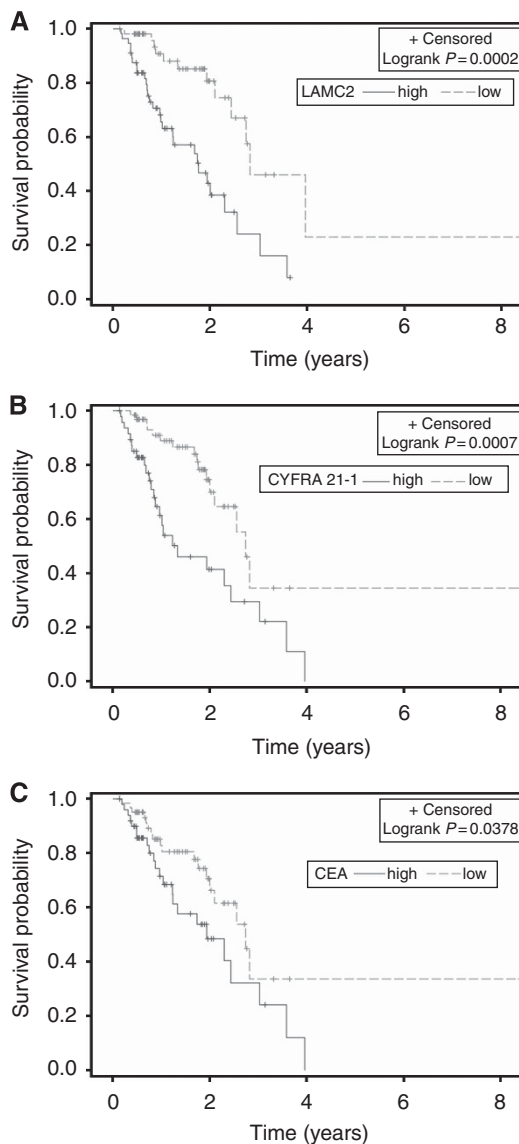 A
1.0
0.8
0.6
0.4
0.2
0.0
Survival probability
+ Censored
Logrank P = 0.0002
LAMC2 high low
0 2 4 6 8
Time (years)
B
1.0
0.8
0.6
0.4
0.2
0.0
Survival probability
+ Censored
Logrank P = 0.0007
CYFRA 21-1 high low
0 2 4 6 8
Time (years)
C
1.0
0.8
0.6
0.4
0.2
0.0
Survival probability
+ Censored
Logrank P = 0.0378
CEA high low
0 2 4 6 8
Time (years)